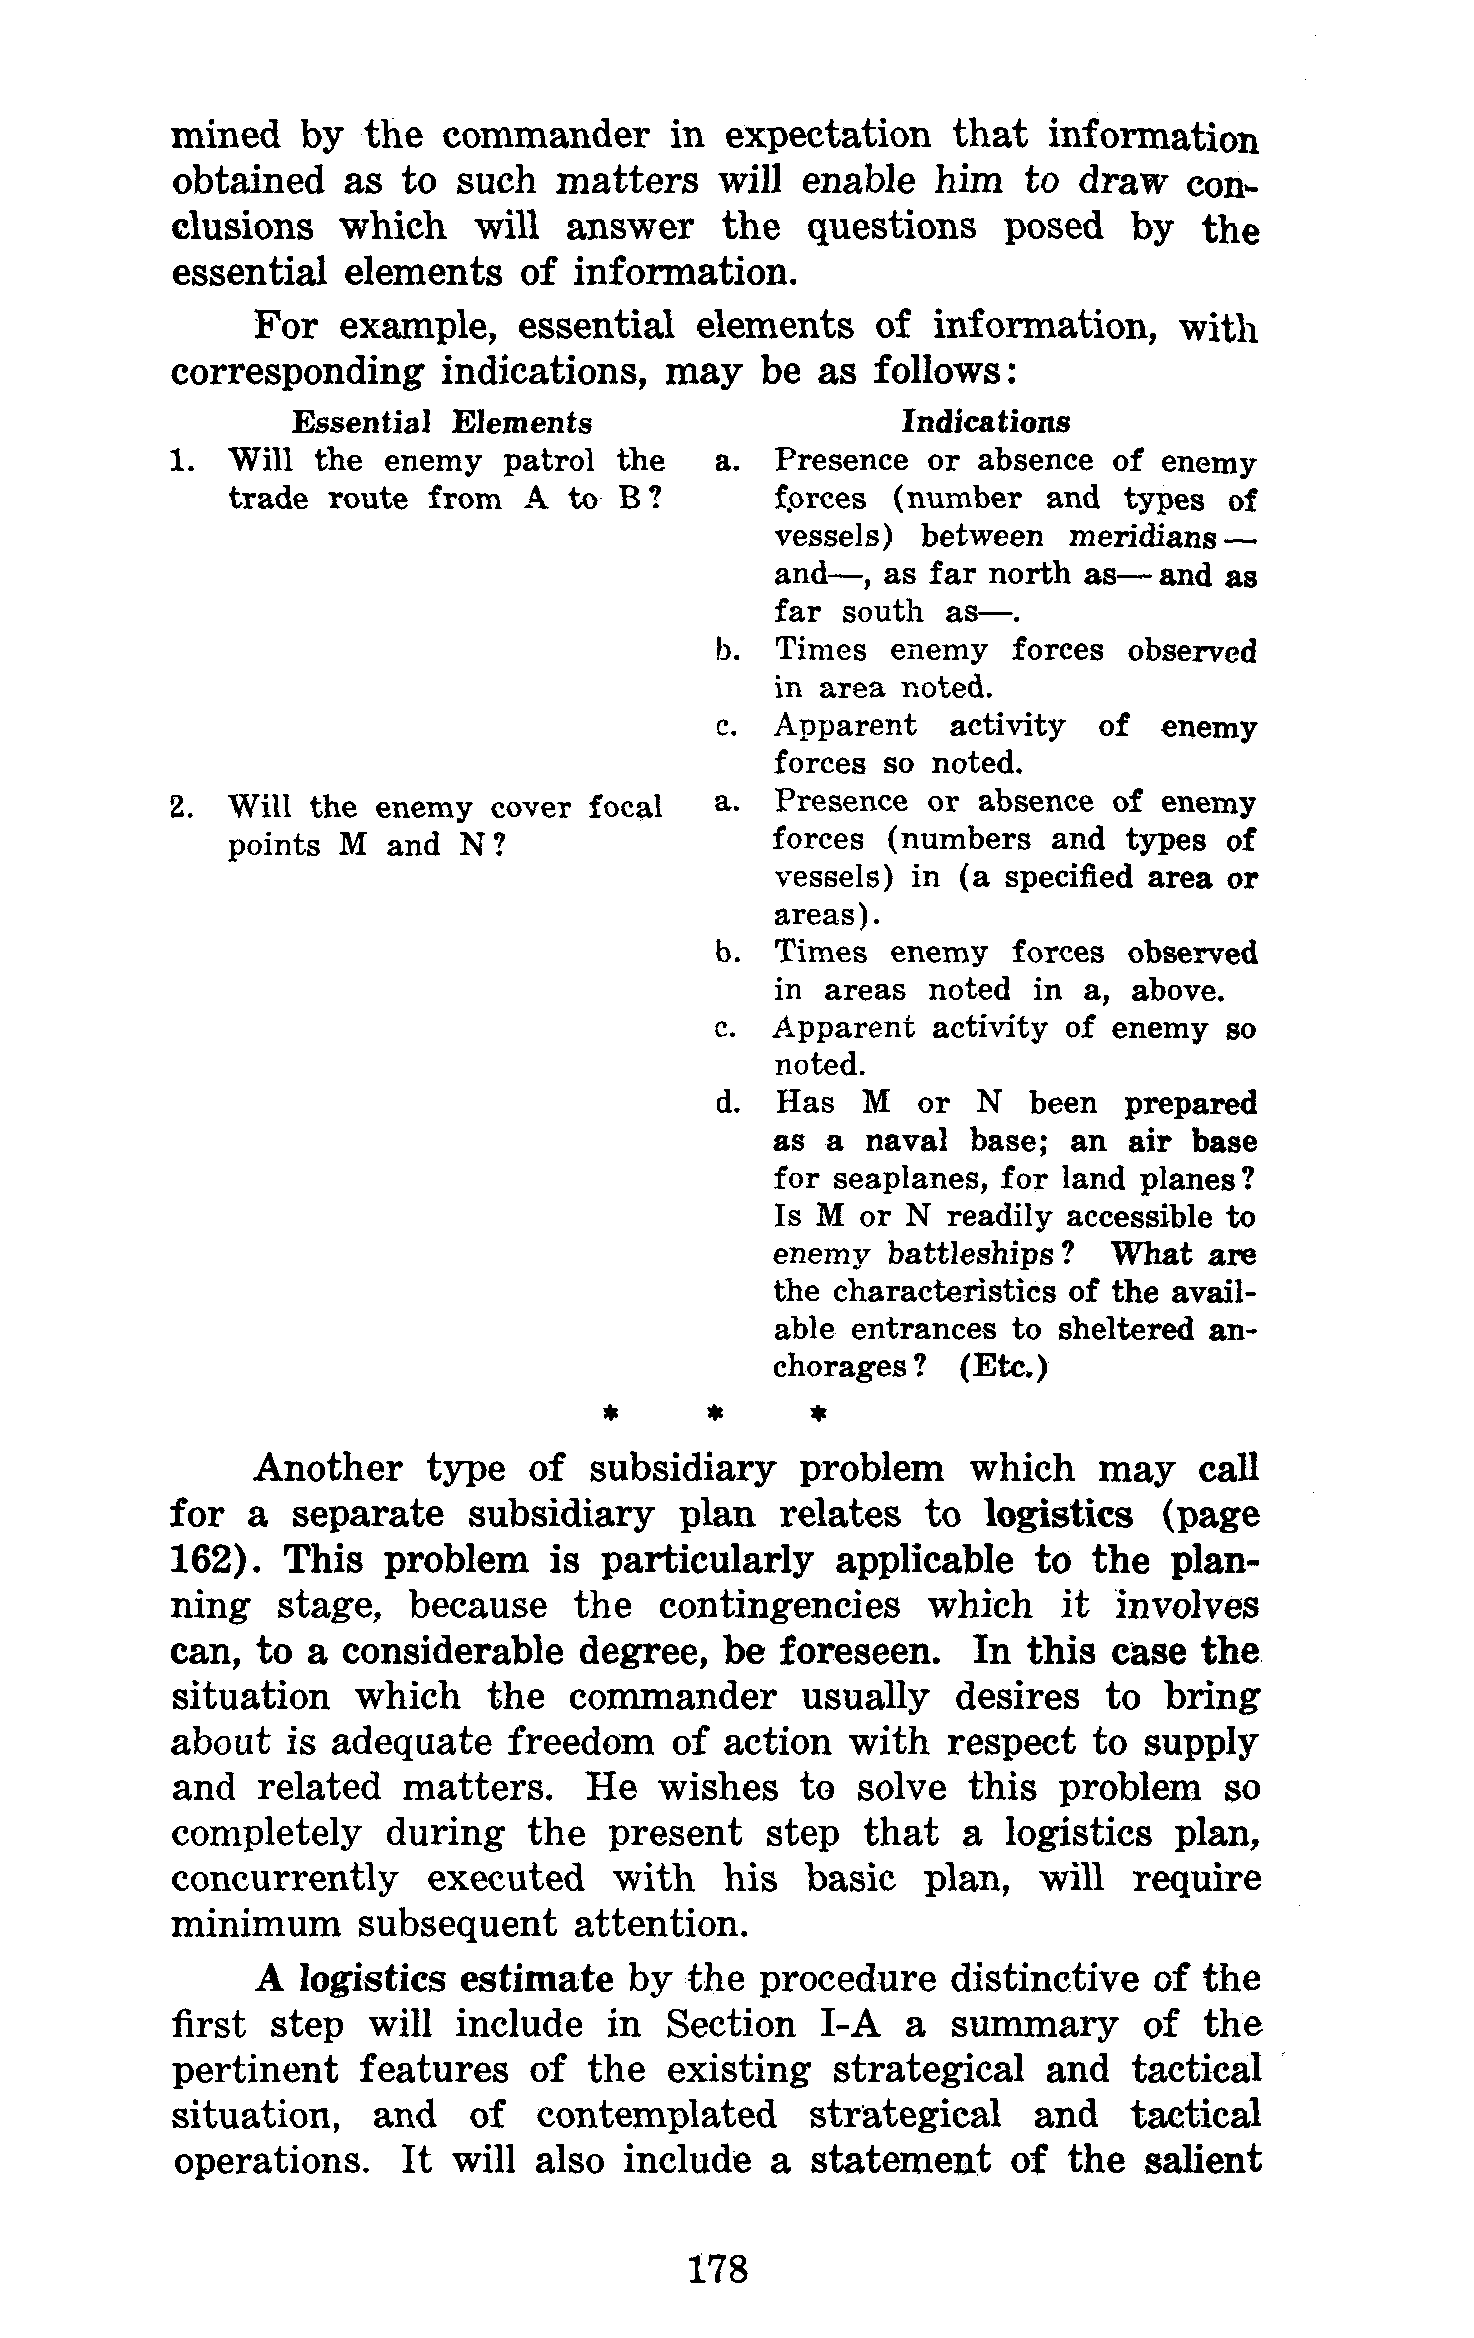 mined by the commander in expectation that information
obtained as to such matters will enable him to draw con-
clusions which will answer the questions posed by the
essential elements of information.
For example, essential elements of information, with
corresponding indications, may be as follows:
Essential Elements
1. Will the enemy patrol the
trade route from A to B?
2. Will the enemy cover focal
points M and N?
Indications
a. Presence or absence of enemy
forces (number and types of
vessels) between meridians—
and—, as far north as—and as
far south as—.
b. Times enemy forces observed
in area noted.
c. Apparent activity of enemy
forces so noted.
a. Presence or absence of enemy
forces (numbers and types of
vessels) in (a specified area or
areas).
b. Times enemy forces observed
in areas noted in a, above.
c. Apparent activity of enemy so
noted.
d. Has M or N been prepared
as a naval base; an air base
for seaplanes, for land planes?
Is M or N readily accessible to
enemy battleships? What are
the characteristics of the avail-
able entrances to sheltered an-
chorages? (Etc.)
* * *
Another type of subsidiary problem which may call
for a separate subsidiary plan relates to logistics (page
162). This problem is particularly applicable to the plan-
ning stage, because the contingencies which it involves
can, to a considerable degree, be foreseen. In this case the
situation which the commander usually desires to bring
about is adequate freedom of action with respect to supply
and related matters. He wishes to solve this problem so
completely during the present step that a logistics plan,
concurrently executed with his basic plan, will require
minimum subsequent attention.
A logistics estimate by the procedure distinctive of the
first step will include in Section I-A a summary of the
pertinent features of the existing strategical and tactical
situation, and of contemplated strategical and tactical
operations. It will also include a statement of the salient
178